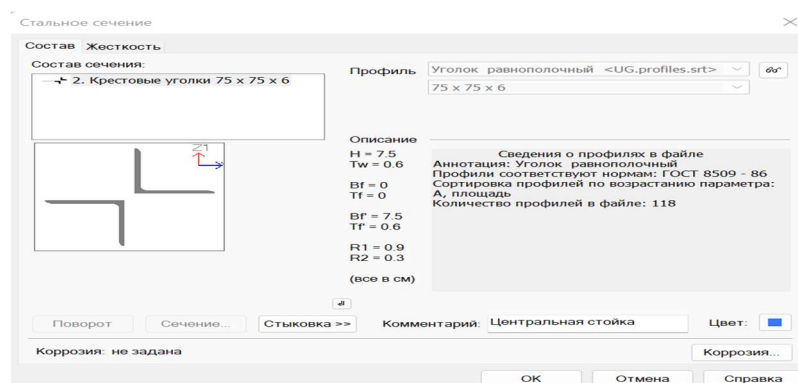 Стальное сечение
Состав Жесткость
Состав сечения:
2. Крестовые уголки 75 x 75 x 6
Профиль
Уголок равнополочный <UG.profiles.srt>
75 x 75 x 6
Z1
Описание
H = 7.5
Tw = 0.6
Bf = 0
Tf = 0
Bf' = 7.5
Tf' = 0.6
R1 = 0.9
R2 = 0.3
(все в см)
Сведения о профилях в файле
Аннотация: Уголок равнополочный
Профили соответствуют нормам: ГОСТ 8509 - 86
Сортировка профилей по возрастанию параметра:
A, площадь
Количество профилей в файле: 118
Поворот Сечение... Стыковка >> Комментарий: Центральная стойка Цвет:
Коррозия: не задана Коррозия...
ОК Отмена Справка